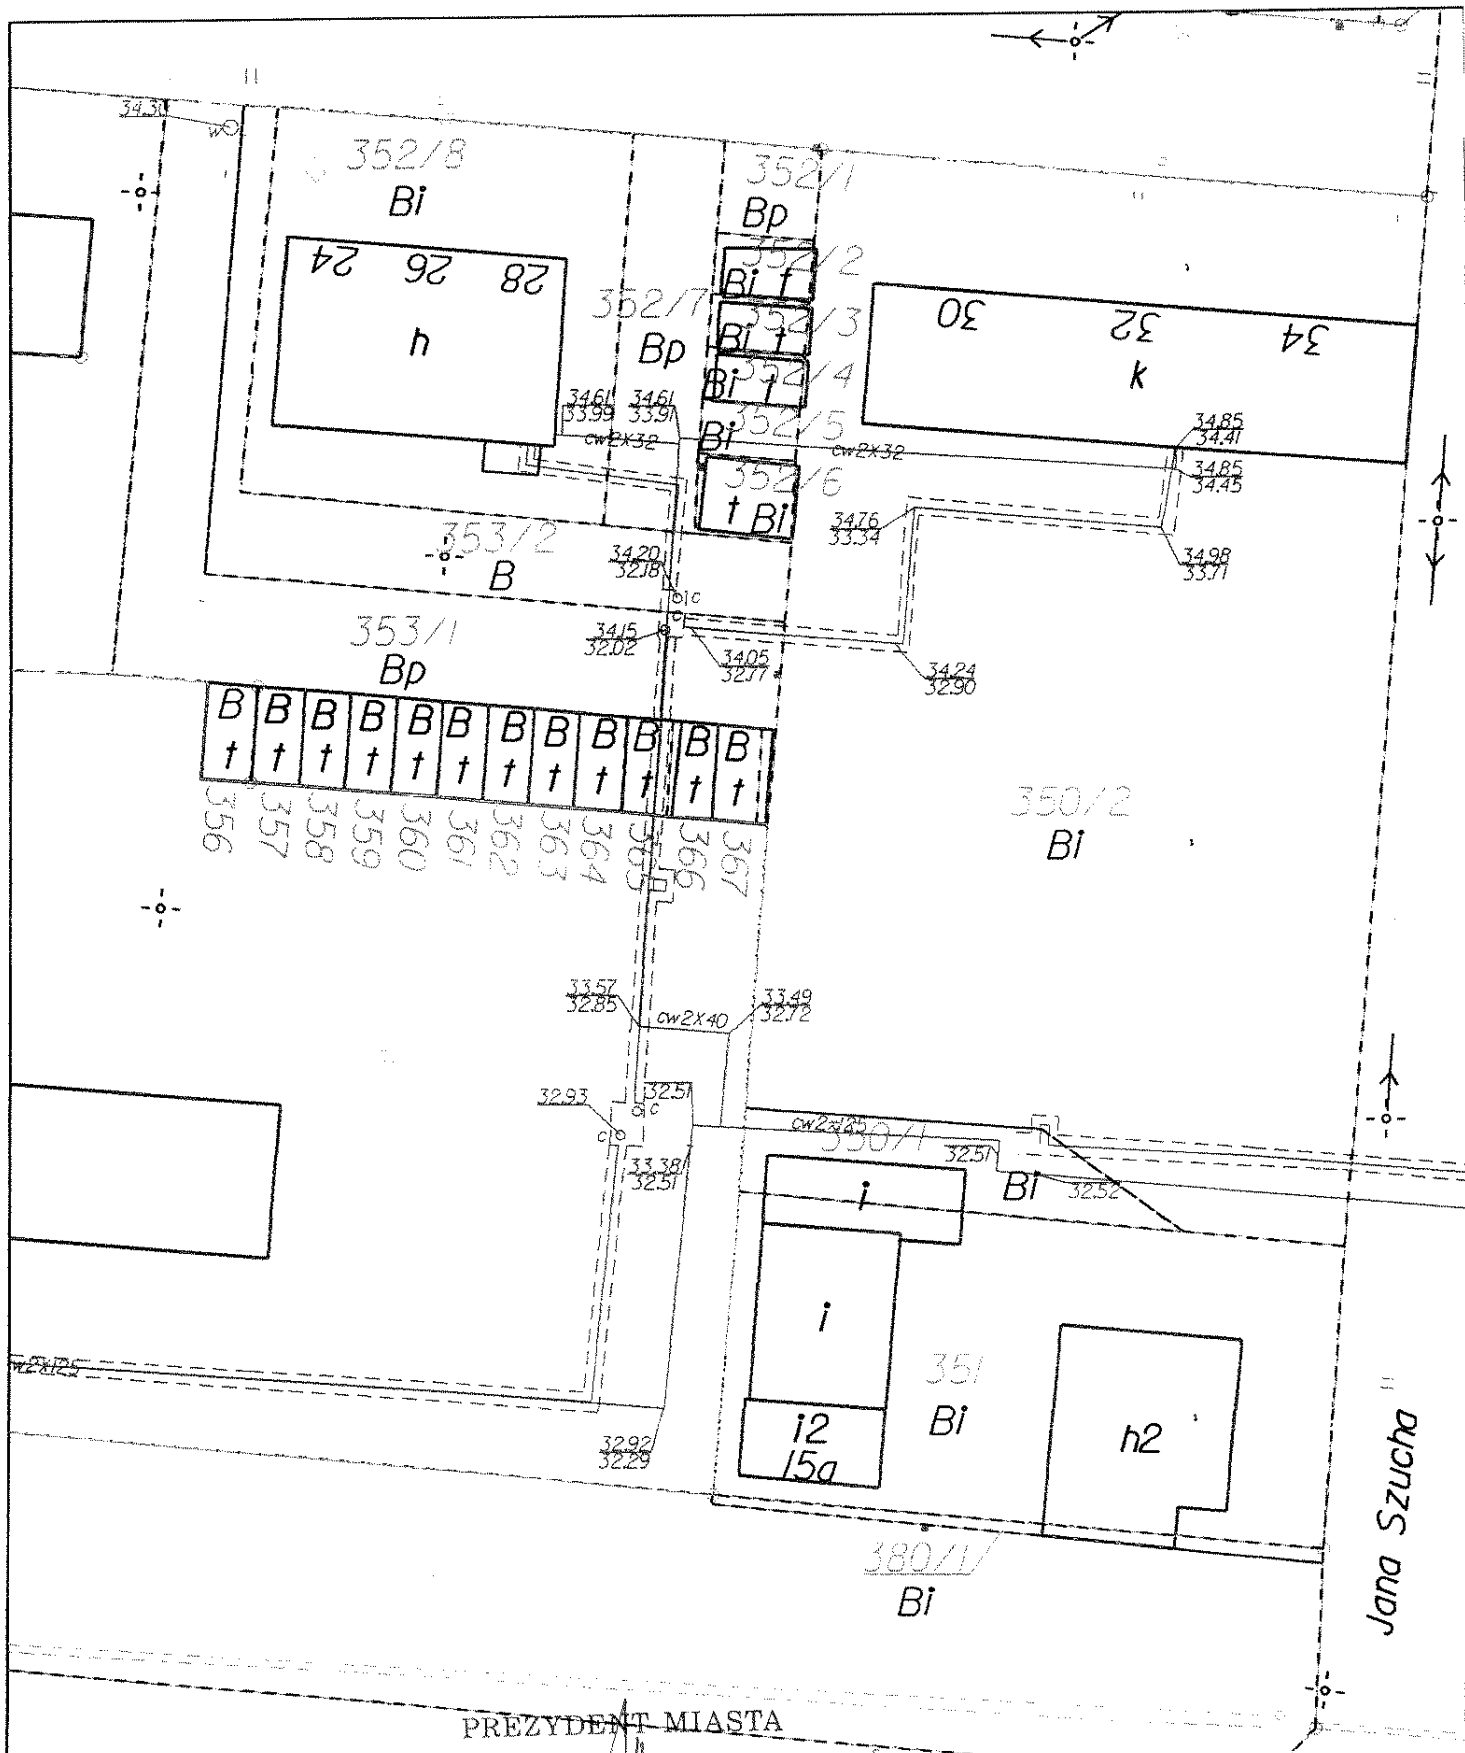 34.30
w
352/8
Bi
352/1
Bp
24 26 28
h
352/7
Bp
352/2
Bi t
352/3
Bi t
352/4
Bi t
352/5
Bi
352/6
t Bi
30 32 34
k
34.61
33.99
34.61
33.91
cw2X32
cw2X32
34.85
34.41
34.85
34.45
34.76
33.34
34.98
33.71
353/2
B
34.20
32.18
c
c
353/1
Bp
34.15
32.02
34.05
32.77
34.24
32.90
B B B B B B B B B B B B
t t t t t t t t t t t t
356 357 358 359 360 361 362 363 364 365 366 367
350/2
Bi
33.57
32.85
cw2X40
33.49
32.72
32.93
32.51
c
c
33.38
32.51
cw2x125
350/1
32.51
Bi
32.52
i
i
351
Bi
i2
15a
h2
w2X125
32.92
32.29
380/1
Bi
Jana Szucha
PREZYDENT MIASTA